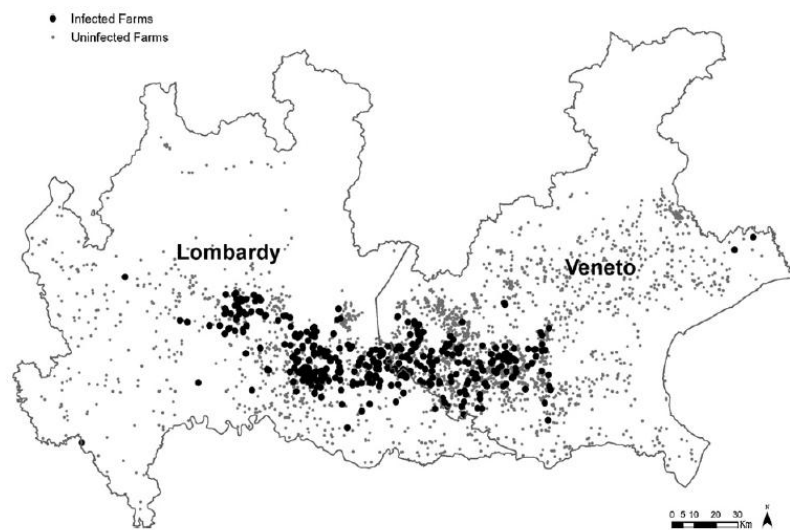 Infected Farms
Uninfected Farms
Lombardy
Veneto
N
0 5 10 20 30
Km